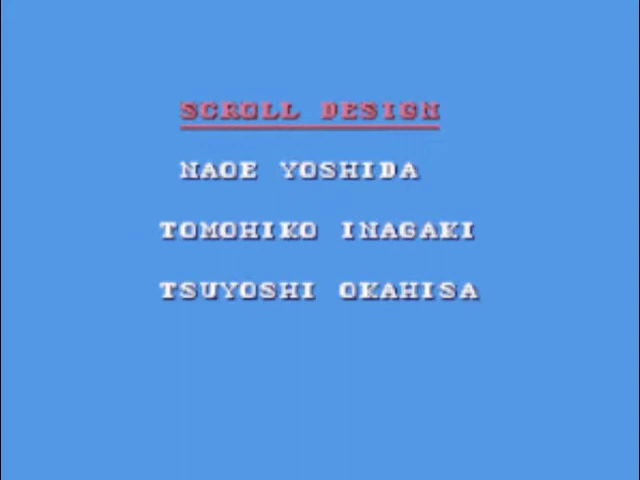 SCROLL DESIGN
NAOE YOSHIDA
TOMOHIKO INAGAKI
TSUYOSHI OKAHISA